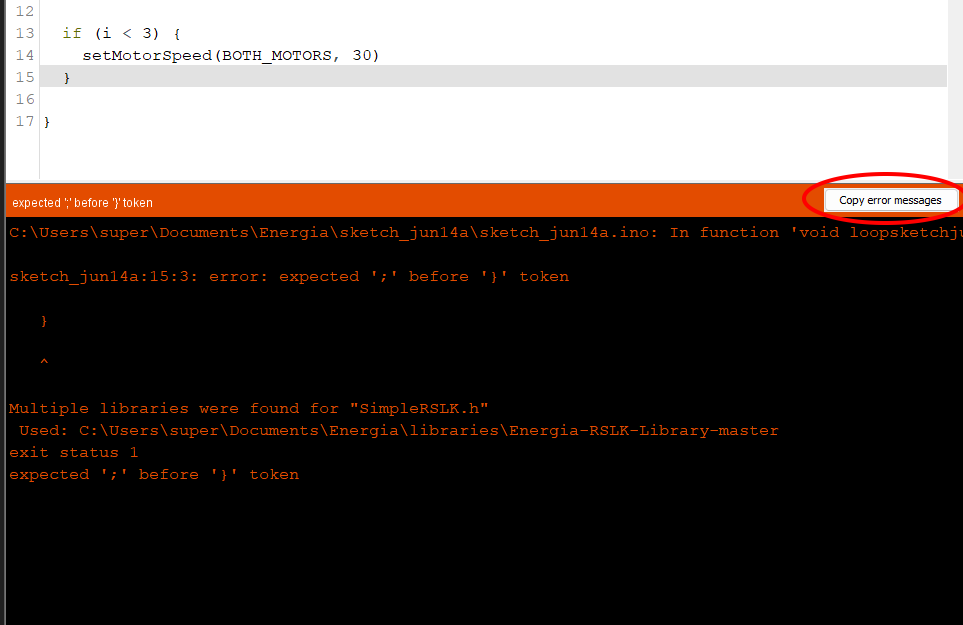 12
13 if (i < 3) {
14 setMotorSpeed(BOTH_MOTORS, 30)
15 }
16
17 }
expected ';' before '}' token Copy error messages
C:\Users\super\Documents\Energia\sketch_jun14a\sketch_jun14a.ino: In function 'void loopsketchju
sketch_jun14a:15:3: error: expected ';' before '}' token
}
^
Multiple libraries were found for "SimpleRSLK.h"
Used: C:\Users\super\Documents\Energia\libraries\Energia-RSLK-Library-master
exit status 1
expected ';' before '}' token